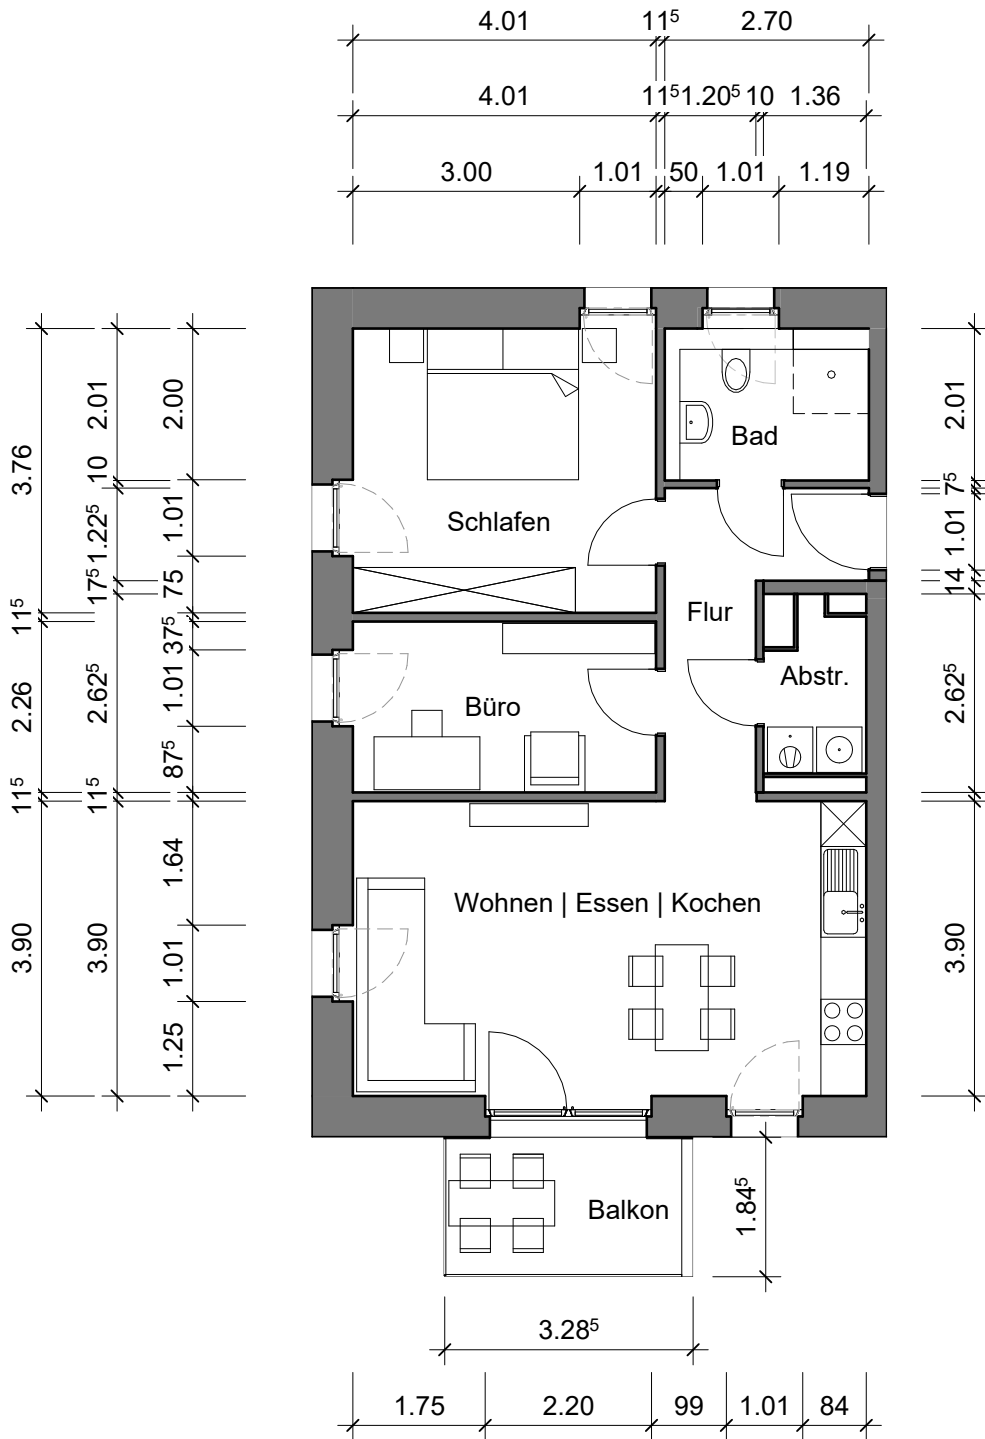 4.01 11⁵ 2.70
4.01 11⁵ 1.20⁵ 10 1.36
3.00 1.01 50 1.01 1.19
3.76 11⁵ 2.26 11⁵ 3.90
2.01 10 1.22⁵ 17⁵ 2.62⁵ 11⁵ 3.90
2.00 1.01 75 37⁵ 1.01 87⁵ 1.64 1.01 1.25
Bad
Schlafen
Flur
Abstr.
Büro
Wohnen | Essen | Kochen
Balkon
2.01 7⁵ 1.01 14 2.62⁵ 3.90
1.84⁵
3.28⁵
1.75 2.20 99 1.01 84